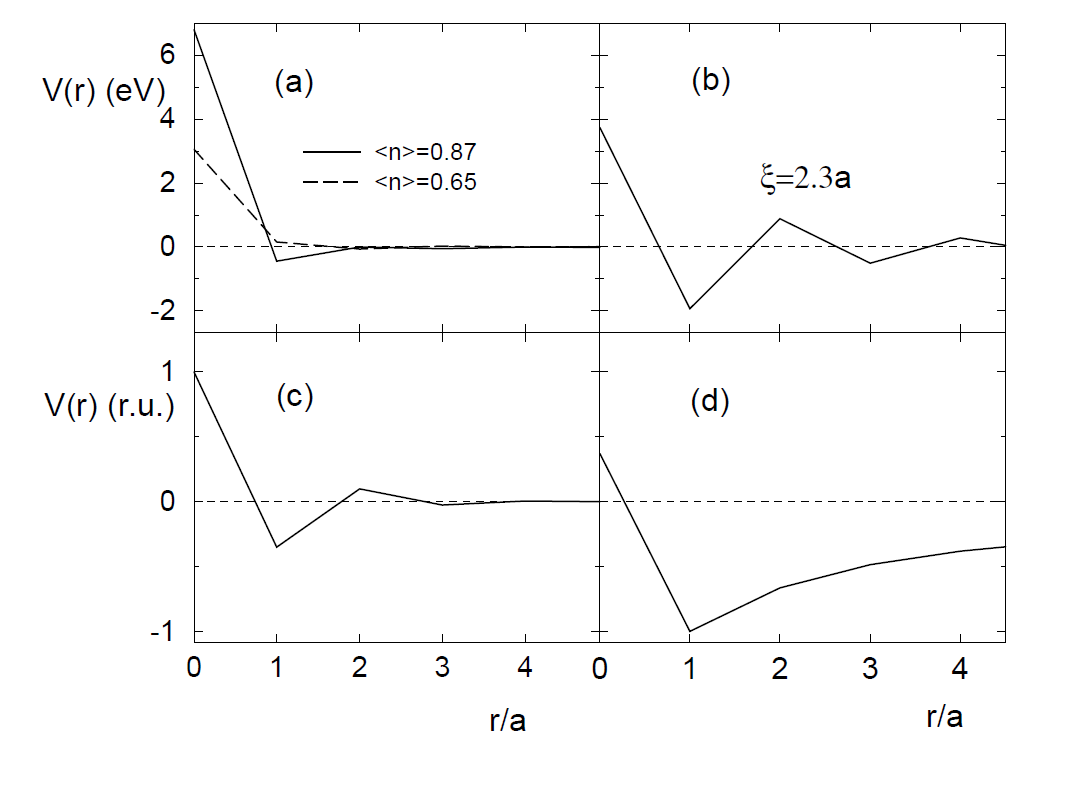 6
(a)
(b)
V(r) (eV)
4
<n>=0.87
<n>=0.65
2
ξ=2.3a
0
-2
1
(c)
(d)
V(r) (r.u.)
0
-1
0 1 2 3 4 0 1 2 3 4
r/a r/a